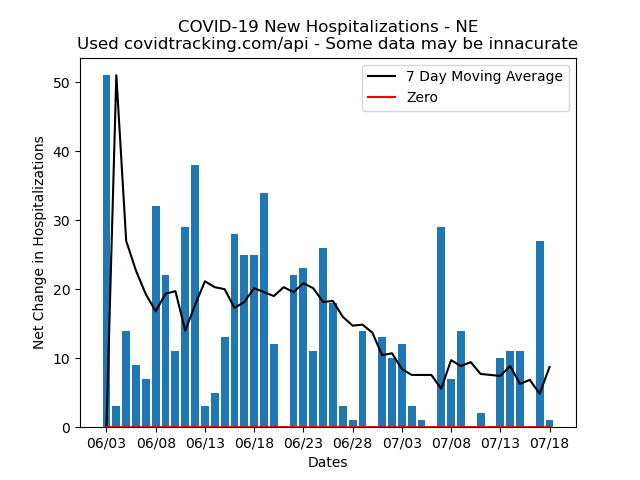 COVID-19 New Hospitalizations - NE
Used covidtracking.com/api - Some data may be innacurate
7 Day Moving Average
Zero
Net Change in Hospitalizations
50
40
30
20
10
0
06/03 06/08 06/13 06/18 06/23 06/28 07/03 07/08 07/13 07/18
Dates